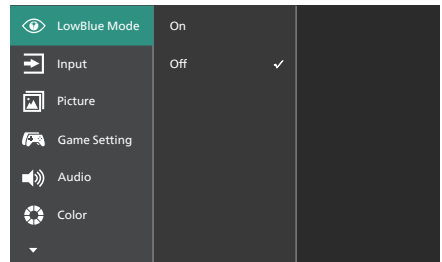 LowBlue Mode
On
Input
Off
Picture
Game Setting
Audio
Color